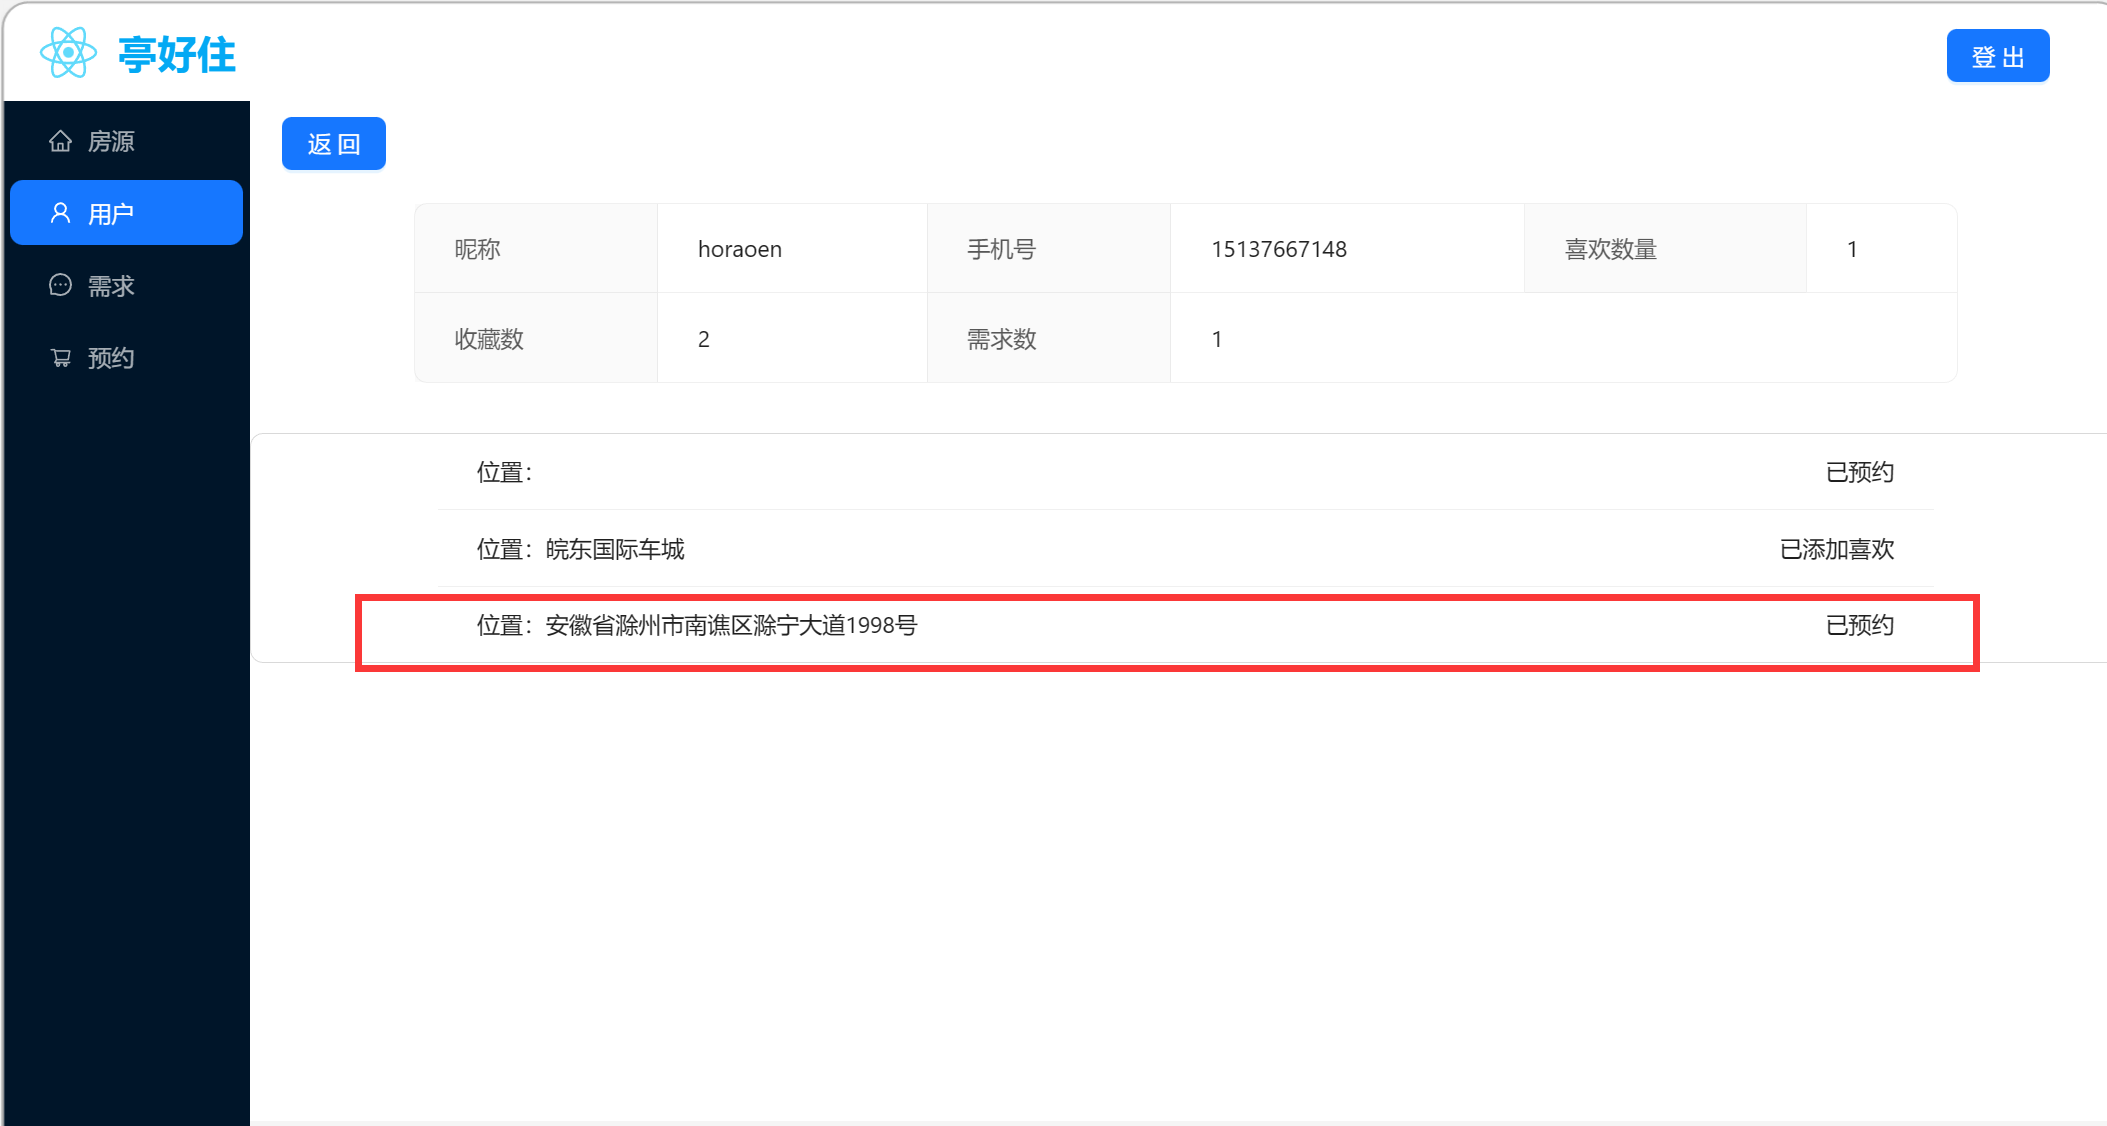 亭好住
登 出
房源
用户
需求
预约
返 回
昵称 horaoen 手机号 15137667148 喜欢数量 1
收藏数 2 需求数 1
位置： 已预约
位置：皖东国际车城 已添加喜欢
位置：安徽省滁州市南谯区滁宁大道1998号 已预约